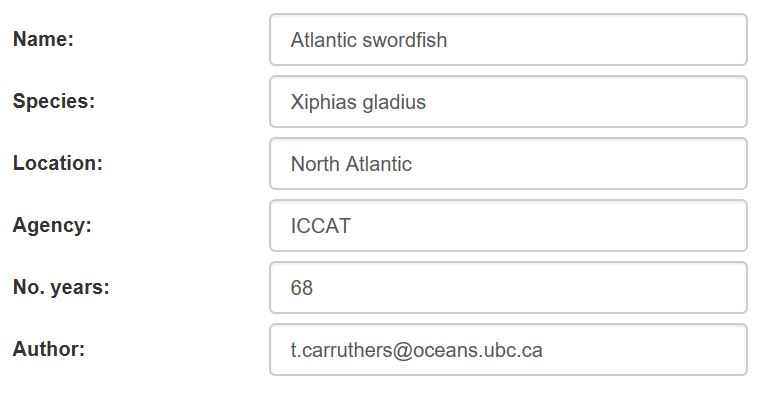 Name: Atlantic swordfish
Species: Xiphias gladius
Location: North Atlantic
Agency: ICCAT
No. years: 68
Author: t.carruthers@oceans.ubc.ca